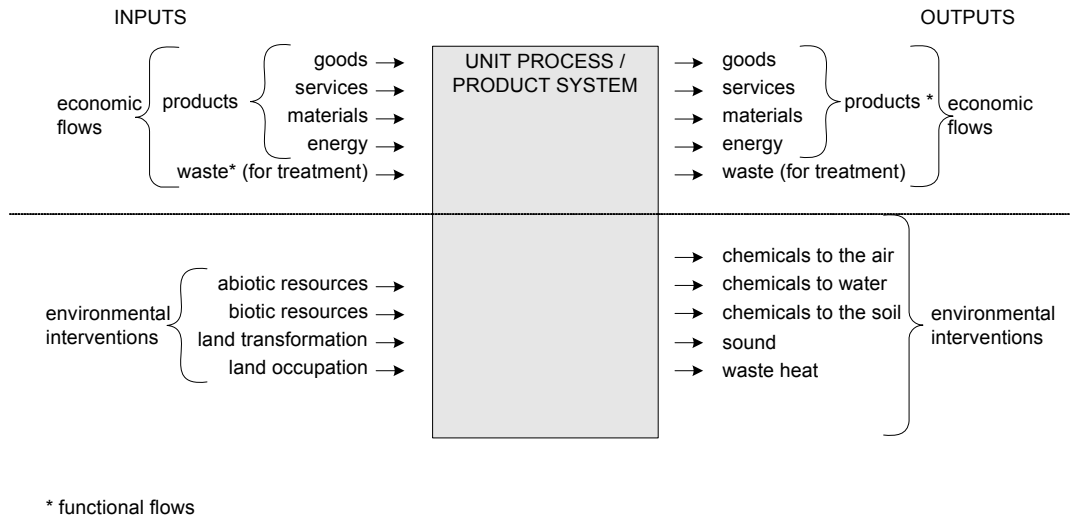 INPUTS
OUTPUTS
UNIT PROCESS /
PRODUCT SYSTEM
economic
flows
products
goods
services
materials
energy
waste* (for treatment)
goods
services
materials
energy
waste (for treatment)
products *
economic
flows
environmental
interventions
abiotic resources
biotic resources
land transformation
land occupation
chemicals to the air
chemicals to water
chemicals to the soil
sound
waste heat
environmental
interventions
* functional flows